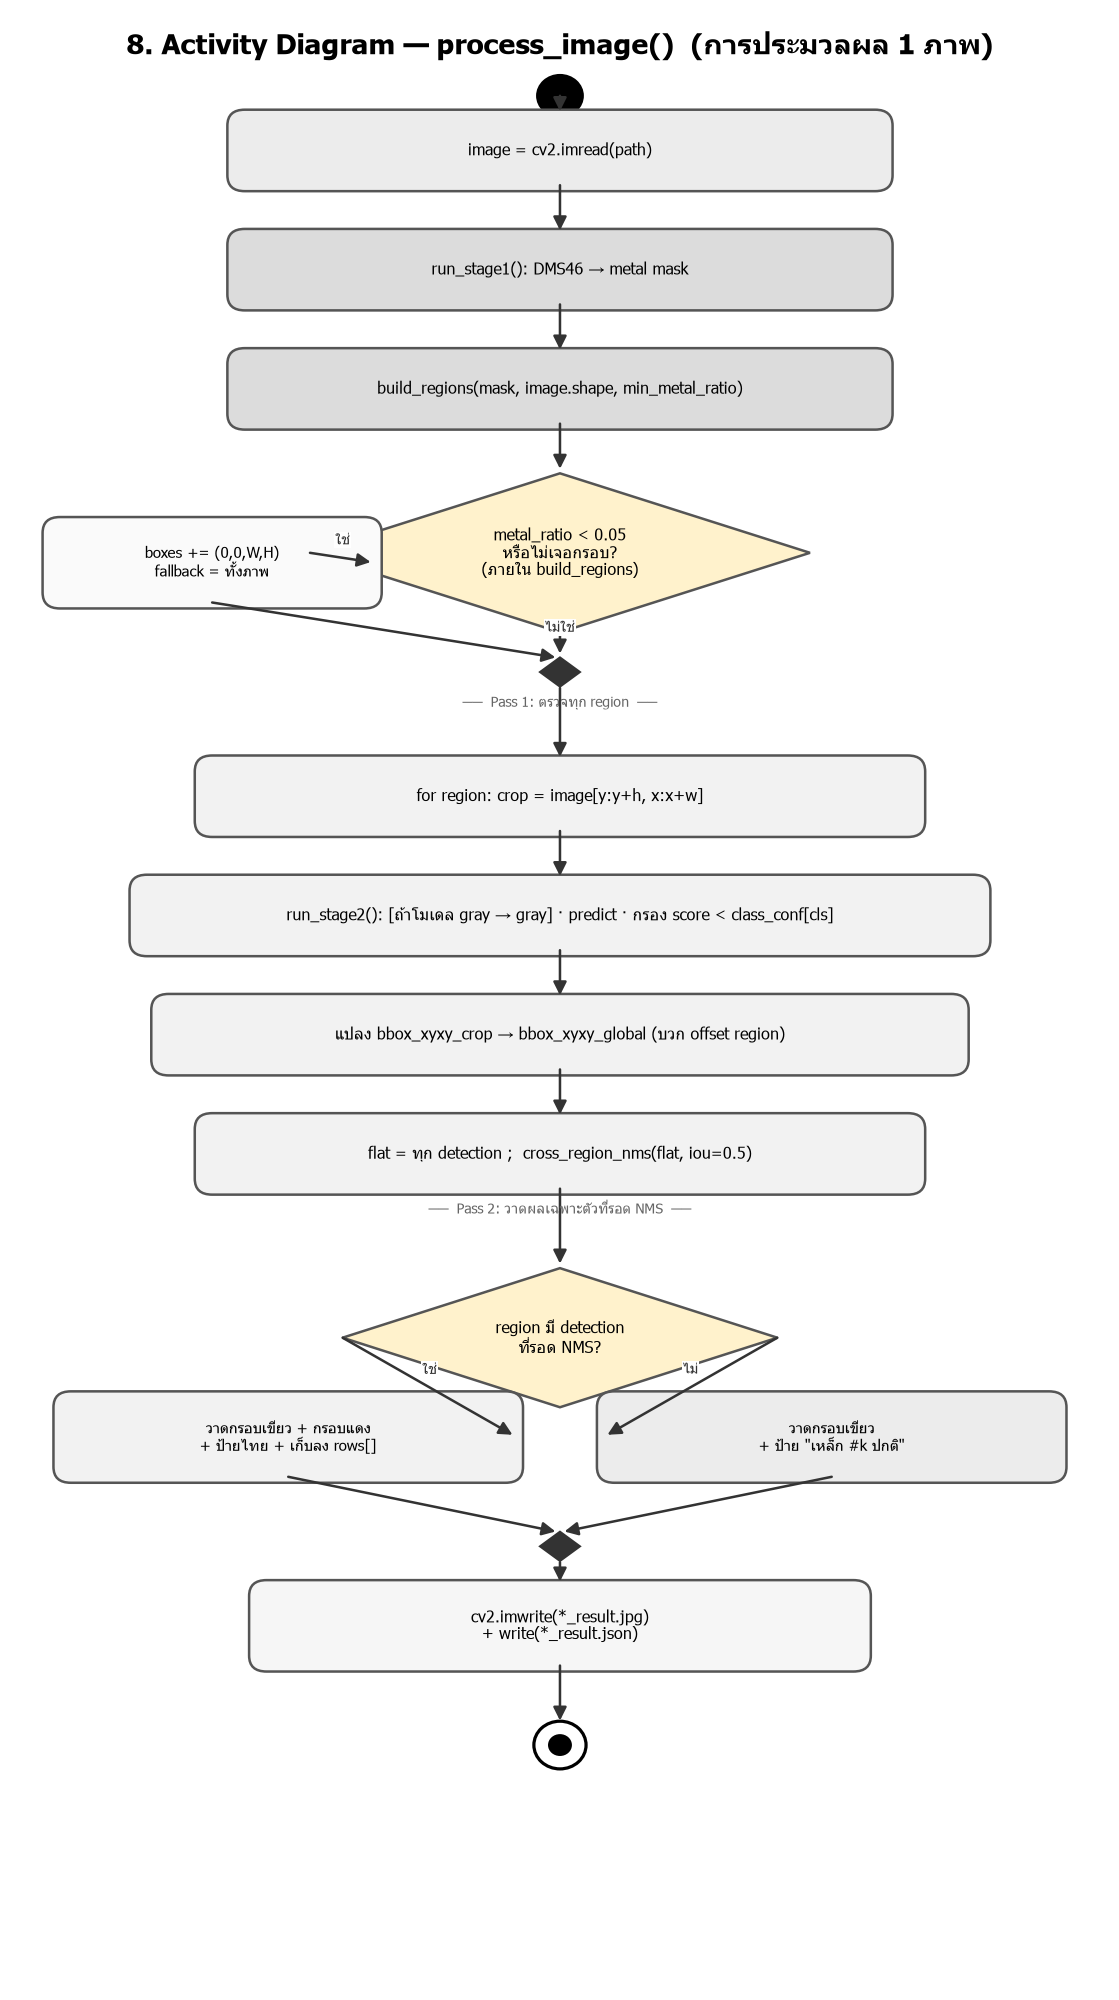 8. Activity Diagram — process_image()  (การประมวลผล 1 ภาพ)
image = cv2.imread(path)
run_stage1(): DMS46 → metal mask
build_regions(mask, image.shape, min_metal_ratio)
metal_ratio < 0.05
หรือไม่เจอกรอบ?
(ภายใน build_regions)
ใช่
boxes += (0,0,W,H)
fallback = ทั้งภาพ
ไม่ใช่
── Pass 1: ตรวจทุก region ──
for region: crop = image[y:y+h, x:x+w]
run_stage2(): [ถ้าโมเดล gray → gray] · predict · กรอง score < class_conf[cls]
แปลง bbox_xyxy_crop → bbox_xyxy_global (บวก offset region)
flat = ทุก detection ;  cross_region_nms(flat, iou=0.5)
── Pass 2: วาดผลเฉพาะตัวที่รอด NMS ──
region มี detection
ที่รอด NMS?
ใช่
ไม่
วาดกรอบเขียว + กรอบแดง
+ ป้ายไทย + เก็บลง rows[]
วาดกรอบเขียว
+ ป้าย "เหล็ก #k ปกติ"
cv2.imwrite(*_result.jpg)
+ write(*_result.json)